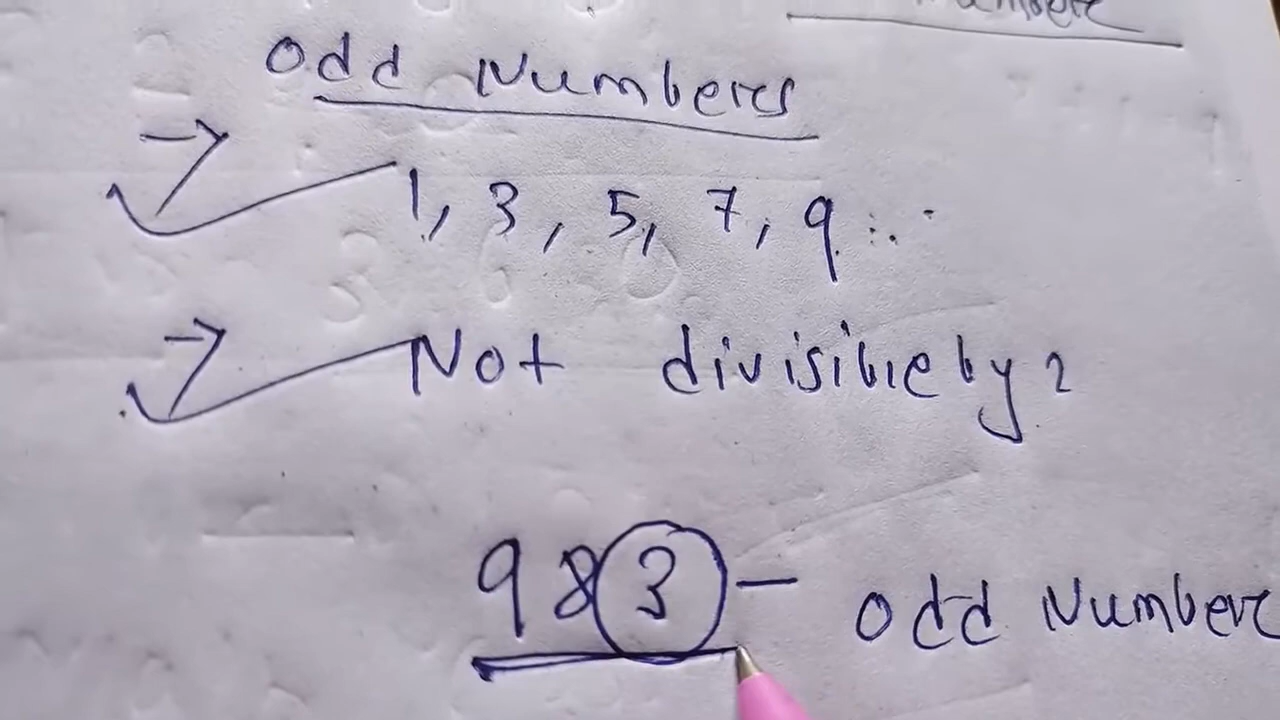 Odd Numbers
→ 1, 3, 5, 7, 9 ...
→ Not divisible by 2
983 - Odd Number